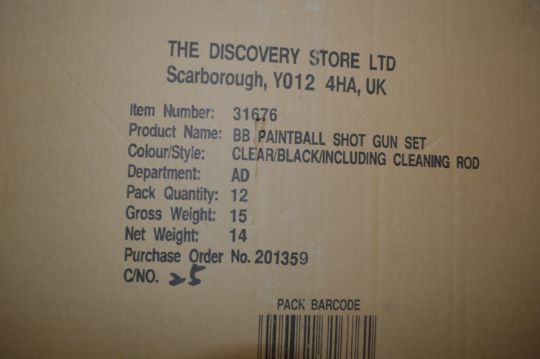 THE DISCOVERY STORE LTD
Scarborough, YO12 4HA, UK
Item Number: 31676
Product Name: BB PAINTBALL SHOT GUN SET
Colour/Style: CLEAR/BLACK/INCLUDING CLEANING ROD
Department: AD
Pack Quantity: 12
Gross Weight: 15
Net Weight: 14
Purchase Order No. 201359
C/NO. 25
PACK BARCODE